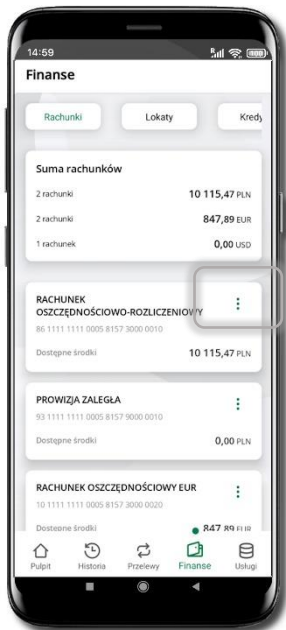 14:59
Finanse
Rachunki Lokaty Kredy
Suma rachunków
2 rachunki 10 115,47 PLN
2 rachunki 847,89 EUR
1 rachunek 0,00 USD
RACHUNEK
OSZCZĘDNOŚCIOWO-ROZLICZENIOWY
86 1111 1111 0005 8157 3000 0010
Dostępne środki 10 115,47 PLN
PROWIZJA ZALEGŁA
93 1111 1111 0005 8157 9000 0010
Dostępne środki 0,00 PLN
RACHUNEK OSZCZĘDNOŚCIOWY EUR
10 1111 1111 0005 8157 3000 0020
Dostępne środki 847,89 EUR
Pulpit Historia Przelewy Finanse Usługi